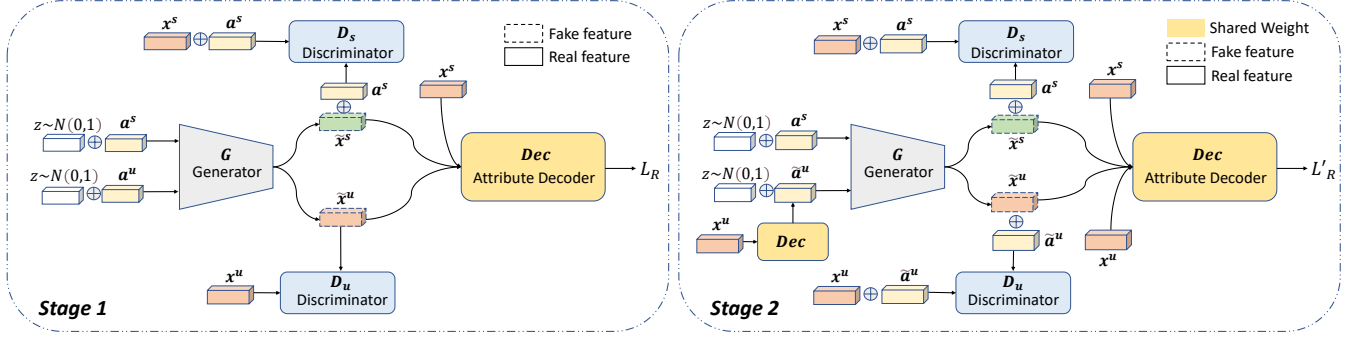 x^s a^s
D_s
Discriminator
Fake feature
Real feature
x^s
a^s
z~N(0,1) a^s
x̃^s
G
Generator
Dec
Attribute Decoder
L_R
z~N(0,1) a^u
x̃^u
x^u
D_u
Discriminator
Stage 1
x^s a^s
D_s
Discriminator
Shared Weight
Fake feature
Real feature
x^s
a^s
z~N(0,1) a^s
x̃^s
G
Generator
Dec
Attribute Decoder
L'_R
z~N(0,1) ã^u
x̃^u
x^u
Dec
ã^u
x^u
x^u ã^u
D_u
Discriminator
Stage 2